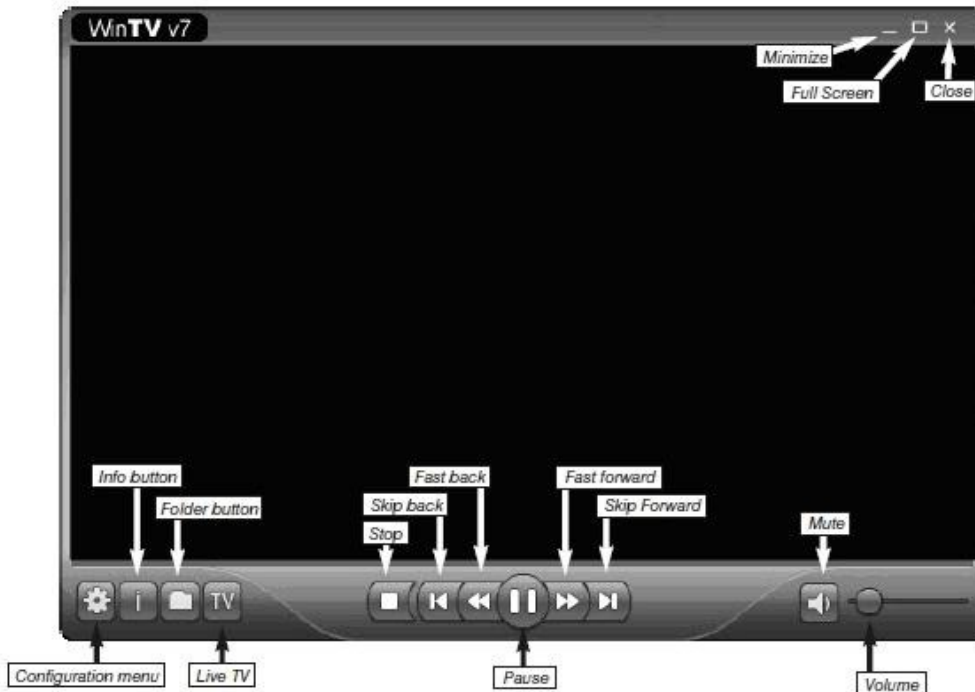 WinTV v7
Minimize
Full Screen
Close
Info button
Folder button
Fast back
Skip back
Stop
Fast forward
Skip Forward
Mute
i
TV
Configuration menu
Live TV
Pause
Volume